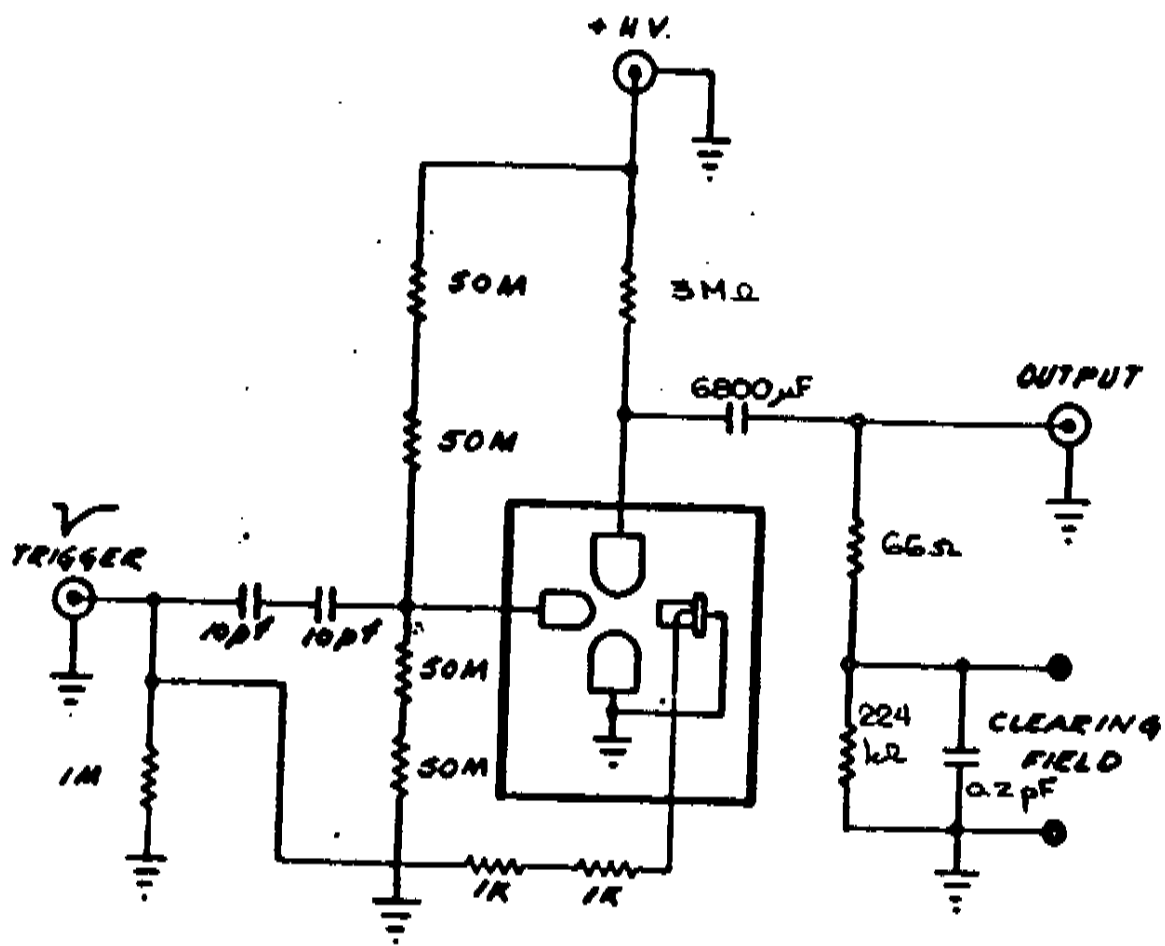 + H V.
50M
3MΩ
6800µF
OUTPUT
50M
TRIGGER
66Ω
10pf
10pf
50M
224
kΩ
CLEARING
FIELD
50M
1M
0.2pF
1K
1K